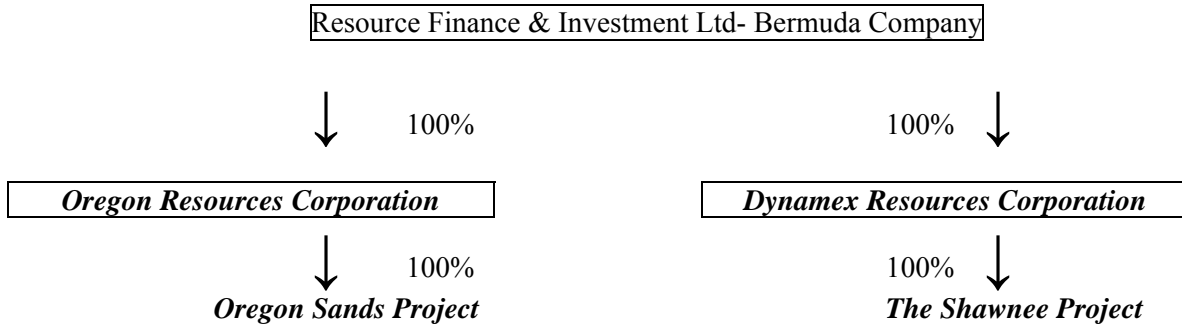 Resource Finance & Investment Ltd- Bermuda Company
100% 100%
Oregon Resources Corporation Dynamex Resources Corporation
100% 100%
Oregon Sands Project The Shawnee Project